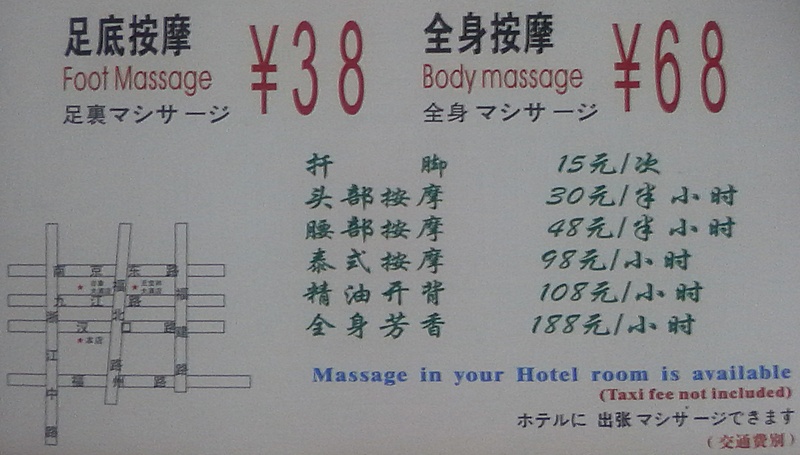 足底按摩 ¥38
Foot Massage
足裏マシサージ
全身按摩 ¥68
Body massage
全身マシサージ
扦脚 15元/次
头部按摩 30元/半小时
腰部按摩 48元/半小时
泰式按摩 98元/小时
精油开背 108元/小时
全身芳香 188元/小时
南京东路
九江路
汉口路
福州路
浙江中路
福建路
★本店
Massage in your Hotel room is available
(Taxi fee not included)
ホテルに 出張マシサージできます
(交通費別)